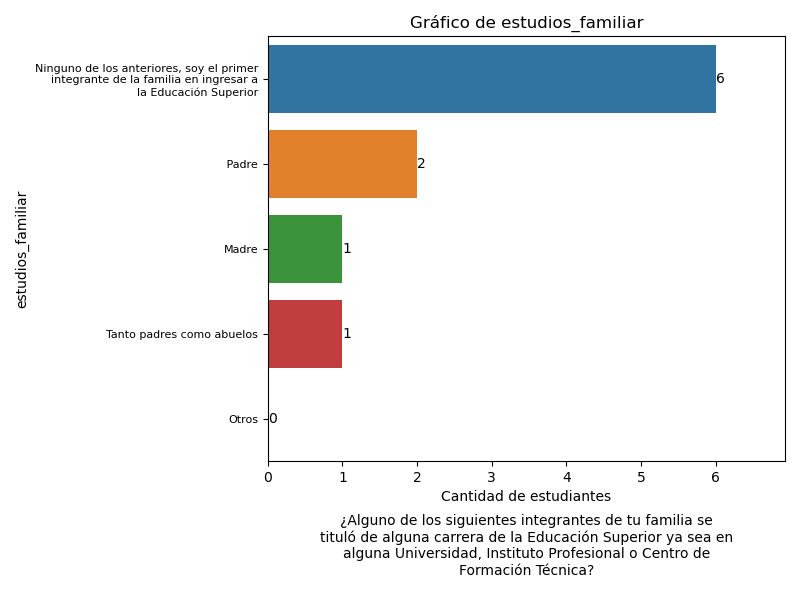 Gráfico de estudios_familiar
Ninguno de los anteriores, soy el primer
integrante de la familia en ingresar a
la Educación Superior
6
Padre
2
Madre
1
Tanto padres como abuelos
1
Otros
0
estudios_familiar
0 1 2 3 4 5 6
Cantidad de estudiantes
¿Alguno de los siguientes integrantes de tu familia se
tituló de alguna carrera de la Educación Superior ya sea en
alguna Universidad, Instituto Profesional o Centro de
Formación Técnica?